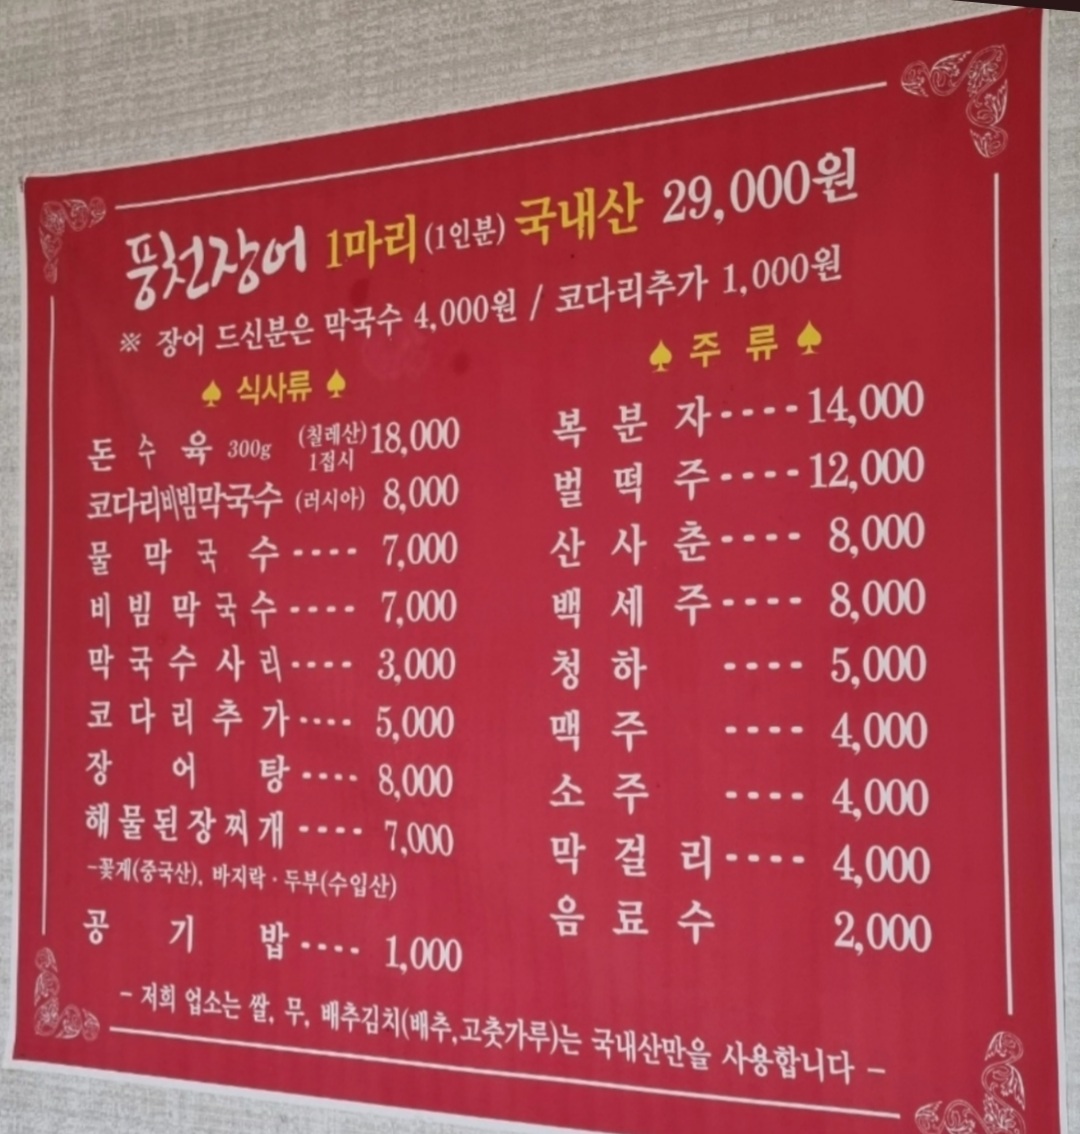 풍천장어 1마리(1인분) 국내산 29,000원
※ 장어 드신분은 막국수 4,000원 / 코다리추가 1,000원
♠ 식사류 ♠
돈 수 육 300g (칠레산) 1접시 18,000
코다리비빔막국수 (러시아) 8,000
물 막 국 수 ---- 7,000
비 빔 막 국 수 ---- 7,000
막 국 수 사 리 ---- 3,000
코 다 리 추 가 ---- 5,000
장 어 탕 ---- 8,000
해 물 된 장 찌 개 ---- 7,000
-꽃게(중국산), 바지락 · 두부(수입산)
공 기 밥 ---- 1,000
♠ 주 류 ♠
복 분 자 ---- 14,000
벌 떡 주 ---- 12,000
산 사 춘 ---- 8,000
백 세 주 ---- 8,000
청 하 ---- 5,000
맥 주 ---- 4,000
소 주 ---- 4,000
막 걸 리 ---- 4,000
음 료 수 2,000
- 저희 업소는 쌀, 무, 배추김치(배추,고춧가루)는 국내산만을 사용합니다 -